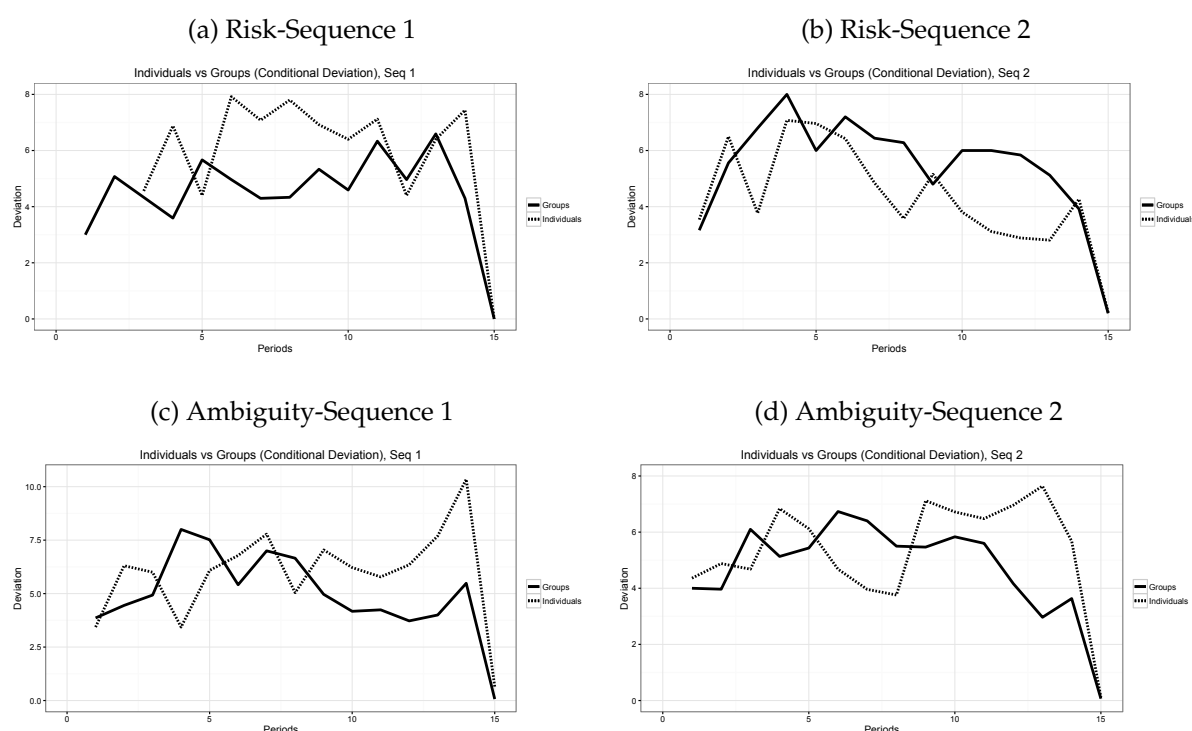 (a) Risk-Sequence 1
Individuals vs Groups (Conditional Deviation), Seq 1
8
6
4
2
0
Deviation
0 5 10 15
Periods
Groups
Individuals
(b) Risk-Sequence 2
Individuals vs Groups (Conditional Deviation), Seq 2
8
6
4
2
0
Deviation
0 5 10 15
Periods
Groups
Individuals
(c) Ambiguity-Sequence 1
Individuals vs Groups (Conditional Deviation), Seq 1
10.0
7.5
5.0
2.5
0.0
Deviation
0 5 10 15
Periods
Groups
Individuals
(d) Ambiguity-Sequence 2
Individuals vs Groups (Conditional Deviation), Seq 2
8
6
4
2
0
Deviation
0 5 10 15
Periods
Groups
Individuals